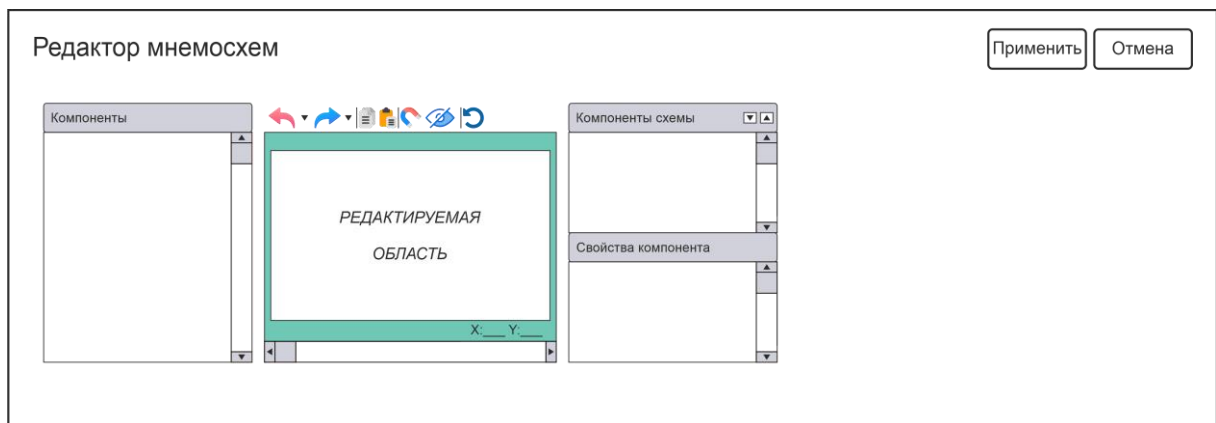 Редактор мнемосхем
Применить
Отмена
Компоненты
РЕДАКТИРУЕМАЯ
ОБЛАСТЬ
X:___ Y:___
Компоненты схемы
Свойства компонента